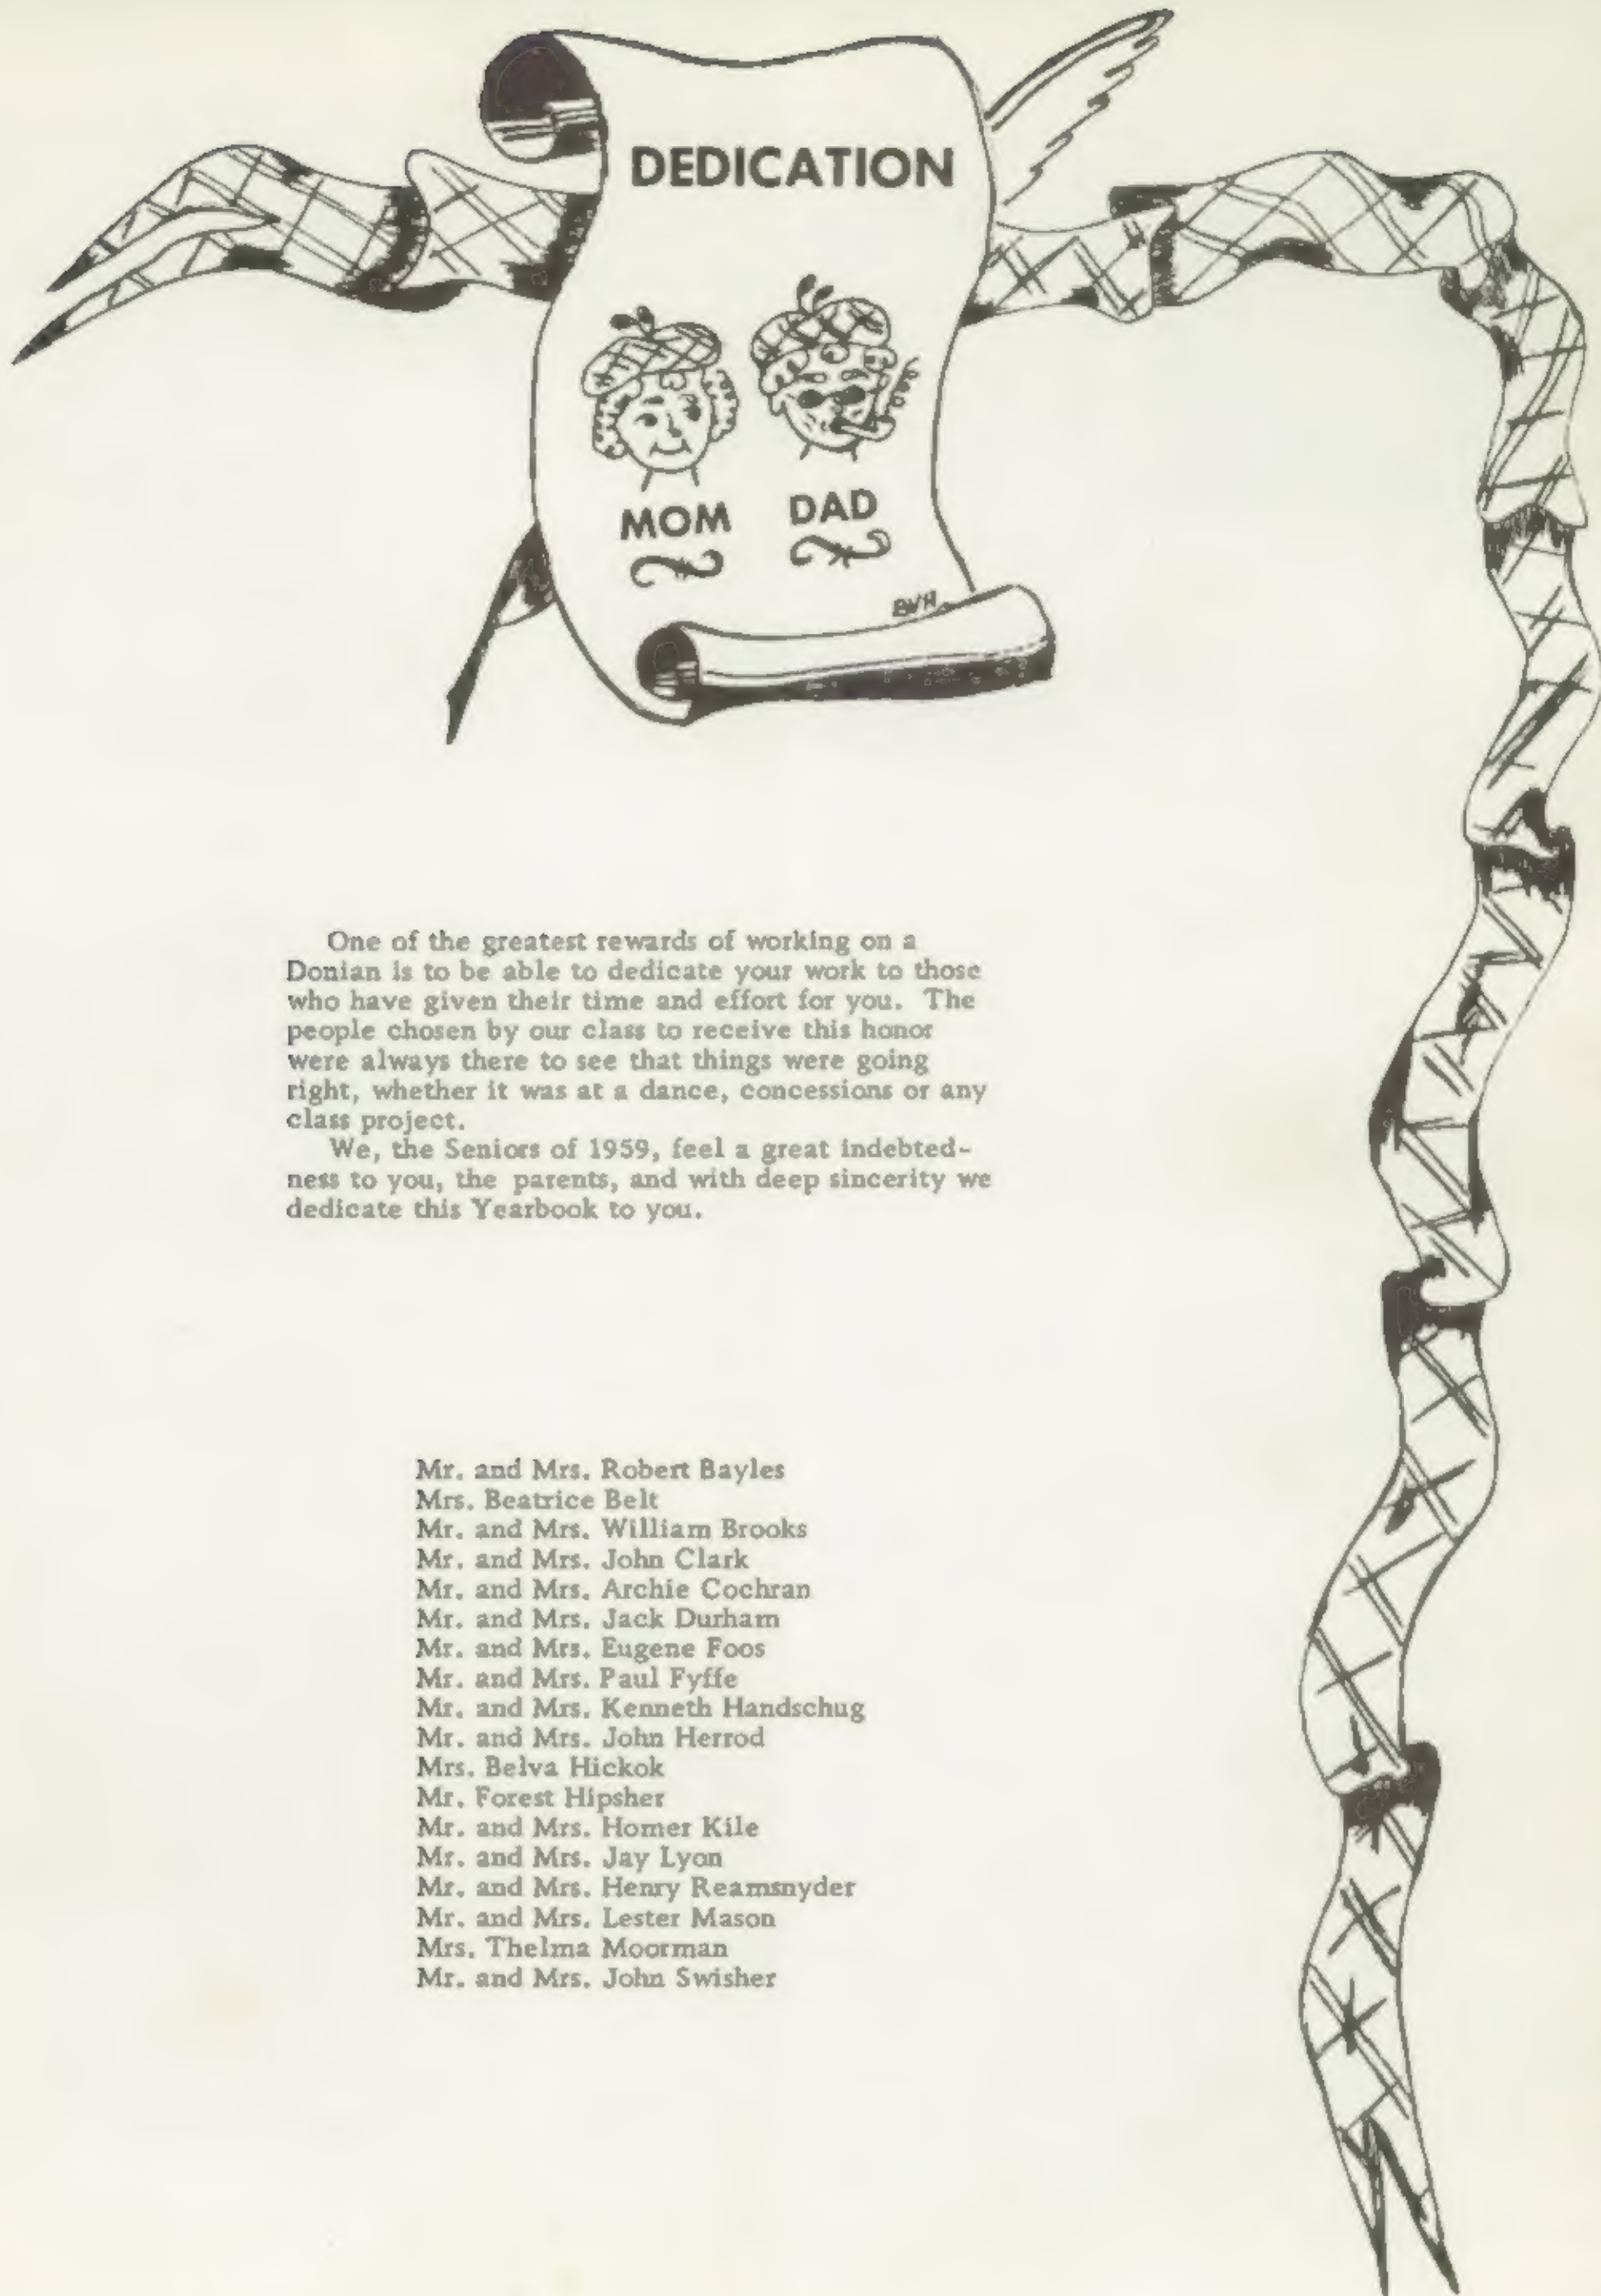 DEDICATION
MOM DAD
BVH
One of the greatest rewards of working on a
Donian is to be able to dedicate your work to those
who have given their time and effort for you. The
people chosen by our class to receive this honor
were always there to see that things were going
right, whether it was at a dance, concessions or any
class project.
We, the Seniors of 1959, feel a great indebted-
ness to you, the parents, and with deep sincerity we
dedicate this Yearbook to you.
Mr. and Mrs. Robert Bayles
Mrs. Beatrice Belt
Mr. and Mrs. William Brooks
Mr. and Mrs. John Clark
Mr. and Mrs. Archie Cochran
Mr. and Mrs. Jack Durham
Mr. and Mrs. Eugene Foos
Mr. and Mrs. Paul Fyffe
Mr. and Mrs. Kenneth Handschug
Mr. and Mrs. John Herrod
Mrs. Belva Hickok
Mr. Forest Hipsher
Mr. and Mrs. Homer Kile
Mr. and Mrs. Jay Lyon
Mr. and Mrs. Henry Reamsnyder
Mr. and Mrs. Lester Mason
Mrs. Thelma Moorman
Mr. and Mrs. John Swisher